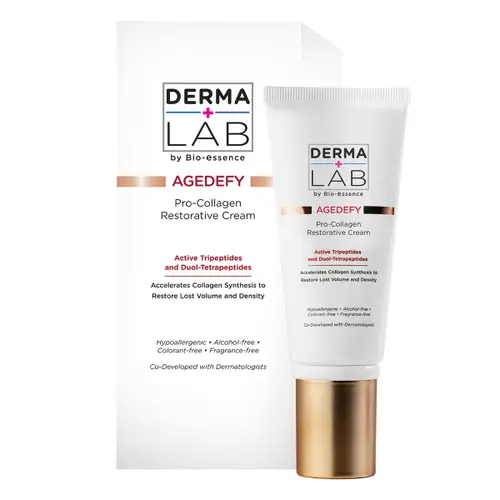 DERMA
LAB
by Bio-essence
AGEDEFY
Pro-Collagen
Restorative Cream
Active Tripeptides
and Duol-Tetrapeptides
Accelerates Collagen Synthesis to
Restore Lost Volume and Density
Hypoallergenic • Alcohol-free •
Colorant-free • Fragrance-free
Co-Developed with Dermatologists
DERMA
LAB
by Bio-essence
AGEDEFY
Pro-Collagen
Restorative Cream
Active Tripeptides
and Duol-Tetrapeptides
Accelerates Collagen Synthesis to
Restore Lost Volume and Density
Hypoallergenic • Alcohol-free •
Colorant-free • Fragrance-free
Co-Developed with Dermatologists